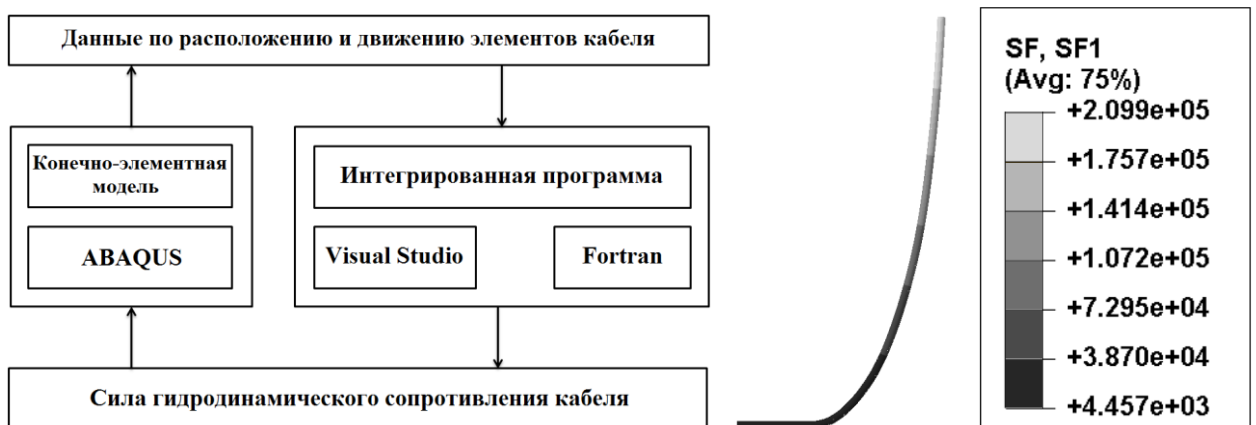 Данные по расположению и движению элементов кабеля
Конечно-элементная
модель
ABAQUS
Интегрированная программа
Visual Studio
Fortran
Сила гидродинамического сопротивления кабеля
SF, SF1
(Avg: 75%)
+2.099e+05
+1.757e+05
+1.414e+05
+1.072e+05
+7.295e+04
+3.870e+04
+4.457e+03